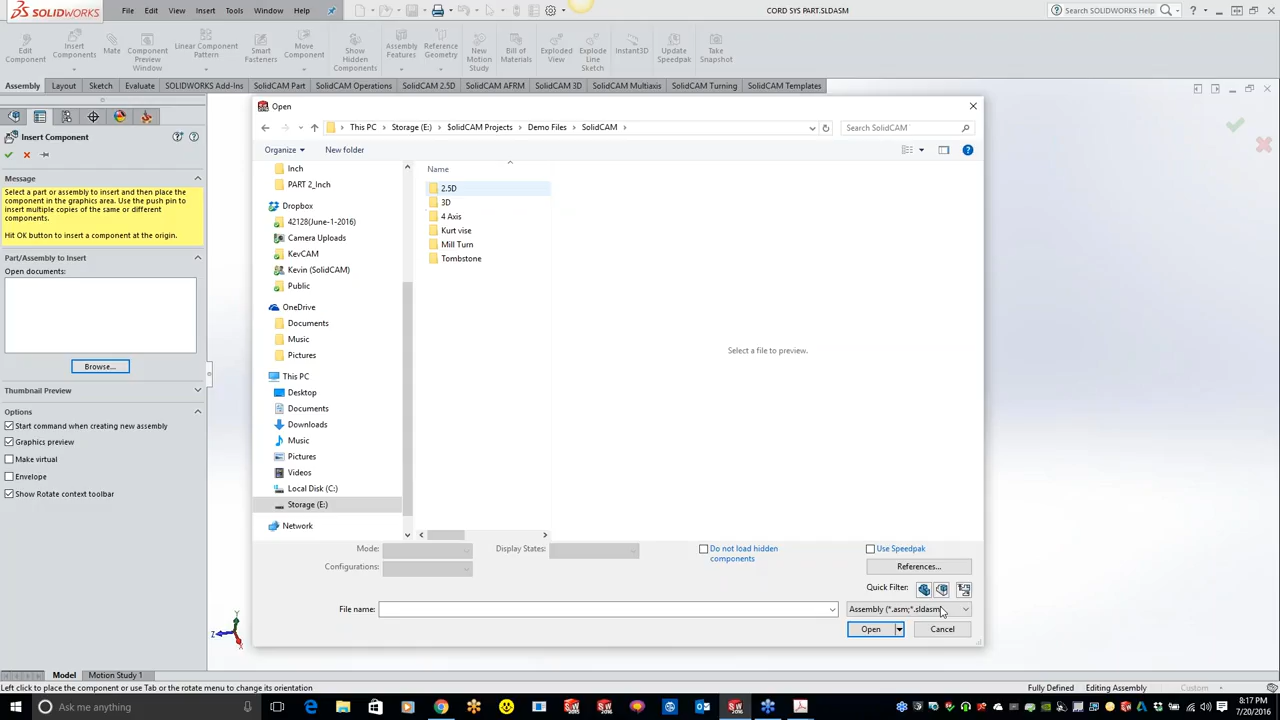 SOLIDWORKS
File Edit View Insert Tools Window Help
CORD SYS PART.SLDASM
Search SolidWorks Help
Edit Component
Insert Components
Mate
Component Preview Window
Linear Component Pattern
Smart Fasteners
Move Component
Show Hidden Components
Assembly Features
Reference Geometry
New Motion Study
Bill of Materials
Exploded View
Explode Line Sketch
Instant3D
Update Speedpak
Take Snapshot
Assembly Layout Sketch Evaluate SOLIDWORKS Add-Ins SolidCAM Part SolidCAM Operations SolidCAM 2.5D SolidCAM AFRM SolidCAM 3D SolidCAM Multiaxis SolidCAM Turning SolidCAM Templates
Insert Component
Message
Select a part or assembly to insert and then place the
component in the graphics area. Use the push pin to
insert multiple copies of the same or different
components.
Hit OK button to insert a component at the origin.
Part/Assembly to Insert
Open documents:
Browse...
Thumbnail Preview
Options
Start command when creating new assembly
Graphics preview
Make virtual
Envelope
Show Rotate context toolbar
Open
This PC Storage (E:) SolidCAM Projects Demo Files SolidCAM
Search SolidCAM
Organize New folder
Inch
PART 2_Inch
Dropbox
42128(June-1-2016)
Camera Uploads
KevCAM
Kevin (SolidCAM)
Public
OneDrive
Documents
Music
Pictures
This PC
Desktop
Documents
Downloads
Music
Pictures
Videos
Local Disk (C:)
Storage (E:)
Network
Name
2.5D
3D
4 Axis
Kurt vise
Mill Turn
Tombstone
Select a file to preview.
Mode:
Configurations:
Display States:
Do not load hidden
components
Use Speedpak
References...
Quick Filter:
File name:
Assembly (*.asm;*.sldasm)
Open
Cancel
Y
Z
X
Model Motion Study 1
Left click to place the component or use Tab or the rotate menu to change its orientation
Fully Defined Editing Assembly Custom
Ask me anything
8:17 PM
7/20/2016